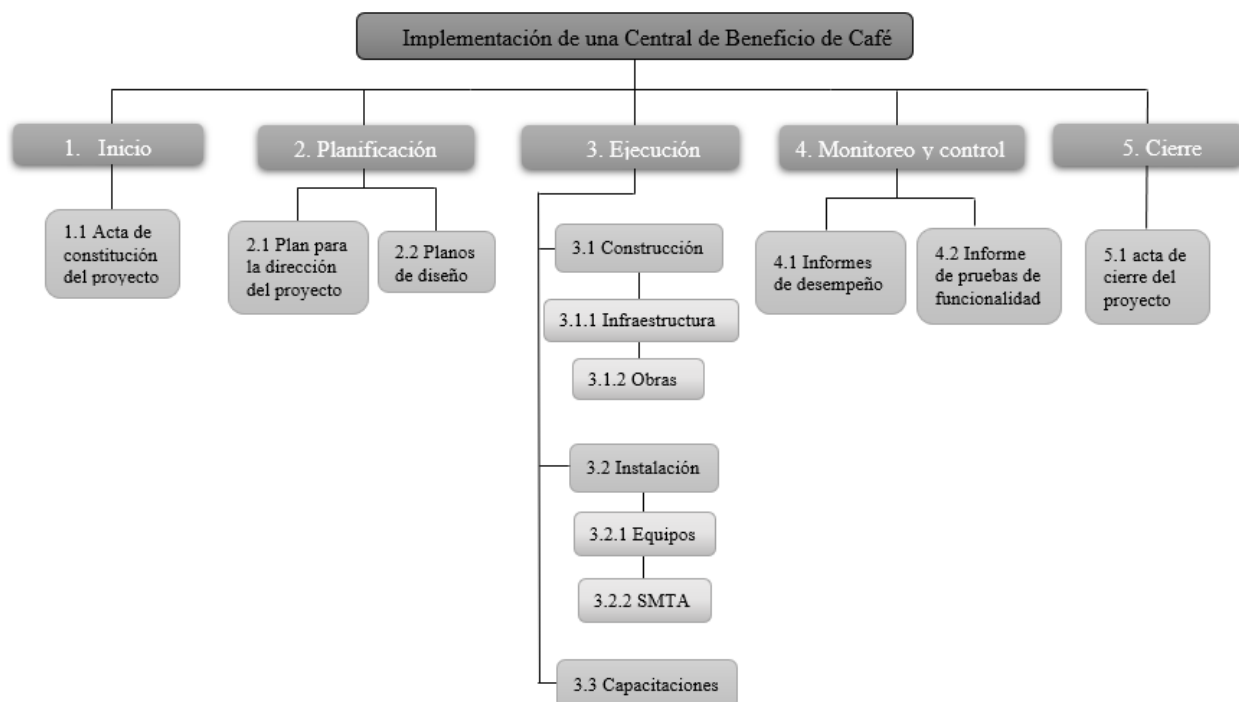 Implementación de una Central de Beneficio de Café
1. Inicio
2. Planificación
3. Ejecución
4. Monitoreo y control
5. Cierre
1.1 Acta de
constitución
del proyecto
2.1 Plan para
la dirección
del proyecto
2.2 Planos
de diseño
3.1 Construcción
3.1.1 Infraestructura
3.1.2 Obras
3.2 Instalación
3.2.1 Equipos
3.2.2 SMTA
3.3 Capacitaciones
4.1 Informes
de desempeño
4.2 Informe
de pruebas de
funcionalidad
5.1 acta de
cierre del
proyecto